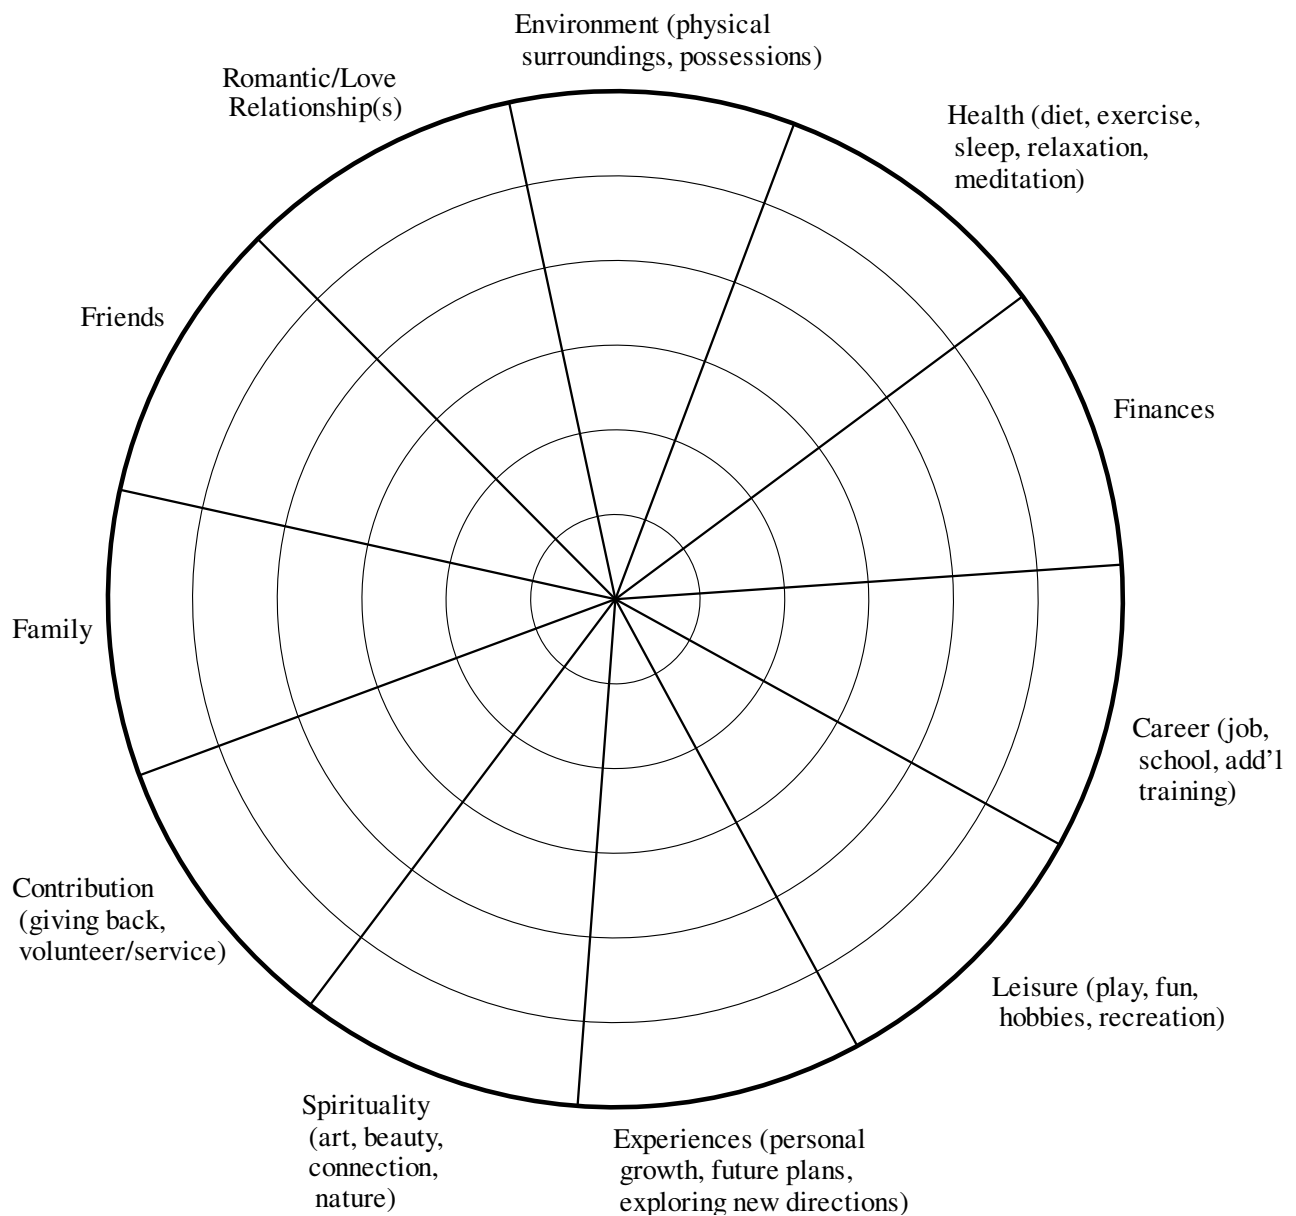 Environment (physical
surroundings, possessions)
Romantic/Love
Relationship(s)
Health (diet, exercise,
sleep, relaxation,
meditation)
Friends
Finances
Family
Career (job,
school, add’l
training)
Contribution
(giving back,
volunteer/service)
Leisure (play, fun,
hobbies, recreation)
Spirituality
(art, beauty,
connection,
nature)
Experiences (personal
growth, future plans,
exploring new directions)